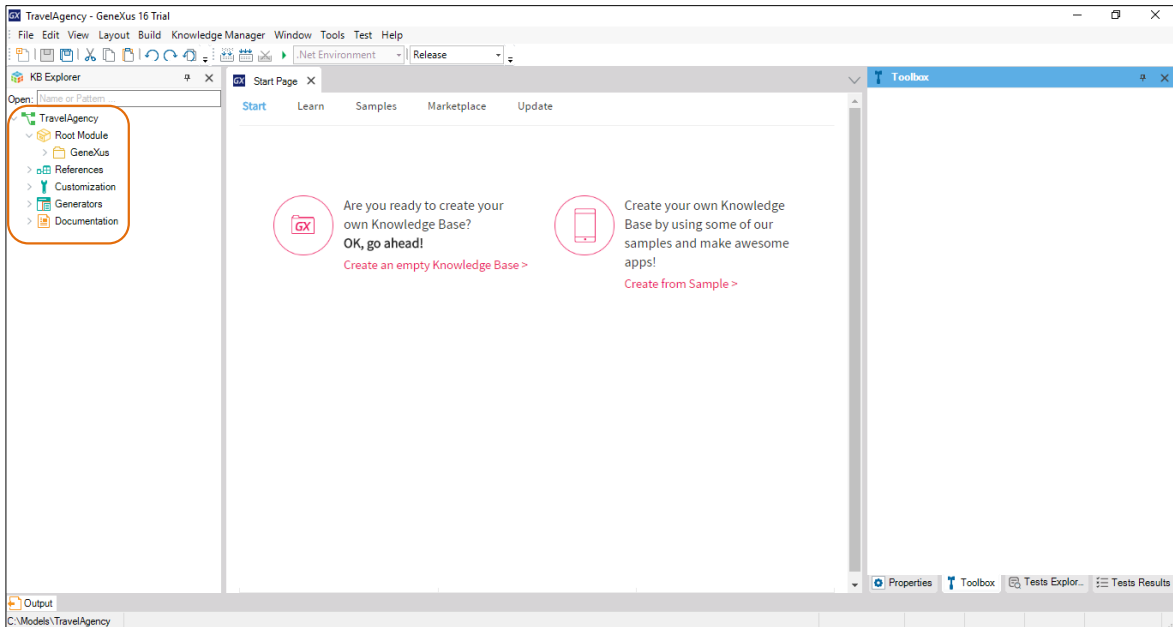 GX TravelAgency - GeneXus 16 Trial
File Edit View Layout Build Knowledge Manager Window Tools Test Help
.Net Environment Release
KB Explorer
Open: Name or Pattern ...
TravelAgency
Root Module
GeneXus
References
Customization
Generators
Documentation
GX Start Page
Start Learn Samples Marketplace Update
GX
Are you ready to create your
own Knowledge Base?
OK, go ahead!
Create an empty Knowledge Base >
Create your own Knowledge
Base by using some of our
samples and make awesome
apps!
Create from Sample >
Toolbox
Properties Toolbox Tests Explor... Tests Results
Output
C:\Models\TravelAgency